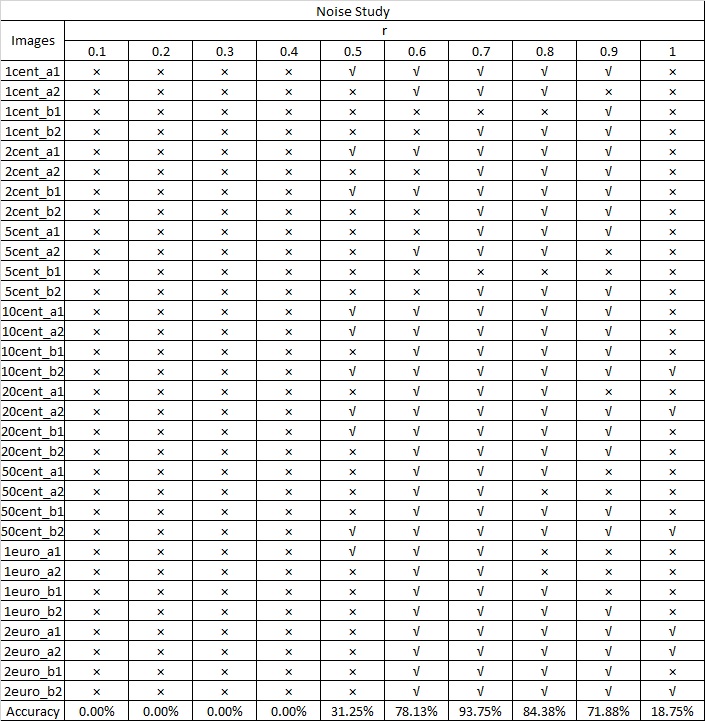 Noise Study
Images r
0.1 0.2 0.3 0.4 0.5 0.6 0.7 0.8 0.9 1
1cent_a1 × × × × √ √ √ √ √ ×
1cent_a2 × × × × × √ √ √ × ×
1cent_b1 × × × × × × × × √ ×
1cent_b2 × × × × × × √ √ √ ×
2cent_a1 × × × × √ √ √ √ √ ×
2cent_a2 × × × × × × √ √ √ ×
2cent_b1 × × × × √ √ √ √ √ ×
2cent_b2 × × × × × × √ √ √ ×
5cent_a1 × × × × × × √ √ √ ×
5cent_a2 × × × × × √ √ √ × ×
5cent_b1 × × × × × × × × × ×
5cent_b2 × × × × × × √ √ √ ×
10cent_a1 × × × × √ √ √ √ √ ×
10cent_a2 × × × × √ √ √ √ √ ×
10cent_b1 × × × × × √ √ √ √ ×
10cent_b2 × × × × √ √ √ √ √ √
20cent_a1 × × × × × √ √ √ × ×
20cent_a2 × × × × √ √ √ √ √ √
20cent_b1 × × × × √ √ √ √ √ ×
20cent_b2 × × × × × √ √ √ √ ×
50cent_a1 × × × × × √ √ √ × ×
50cent_a2 × × × × × √ √ × × ×
50cent_b1 × × × × × √ √ √ √ ×
50cent_b2 × × × × √ √ √ √ √ √
1euro_a1 × × × × √ √ √ × × ×
1euro_a2 × × × × × √ √ × × ×
1euro_b1 × × × × × √ √ √ × ×
1euro_b2 × × × × × √ √ √ √ ×
2euro_a1 × × × × × √ √ √ √ √
2euro_a2 × × × × × √ √ √ √ √
2euro_b1 × × × × × √ √ √ √ ×
2euro_b2 × × × × × √ √ √ √ √
Accuracy 0.00% 0.00% 0.00% 0.00% 31.25% 78.13% 93.75% 84.38% 71.88% 18.75%